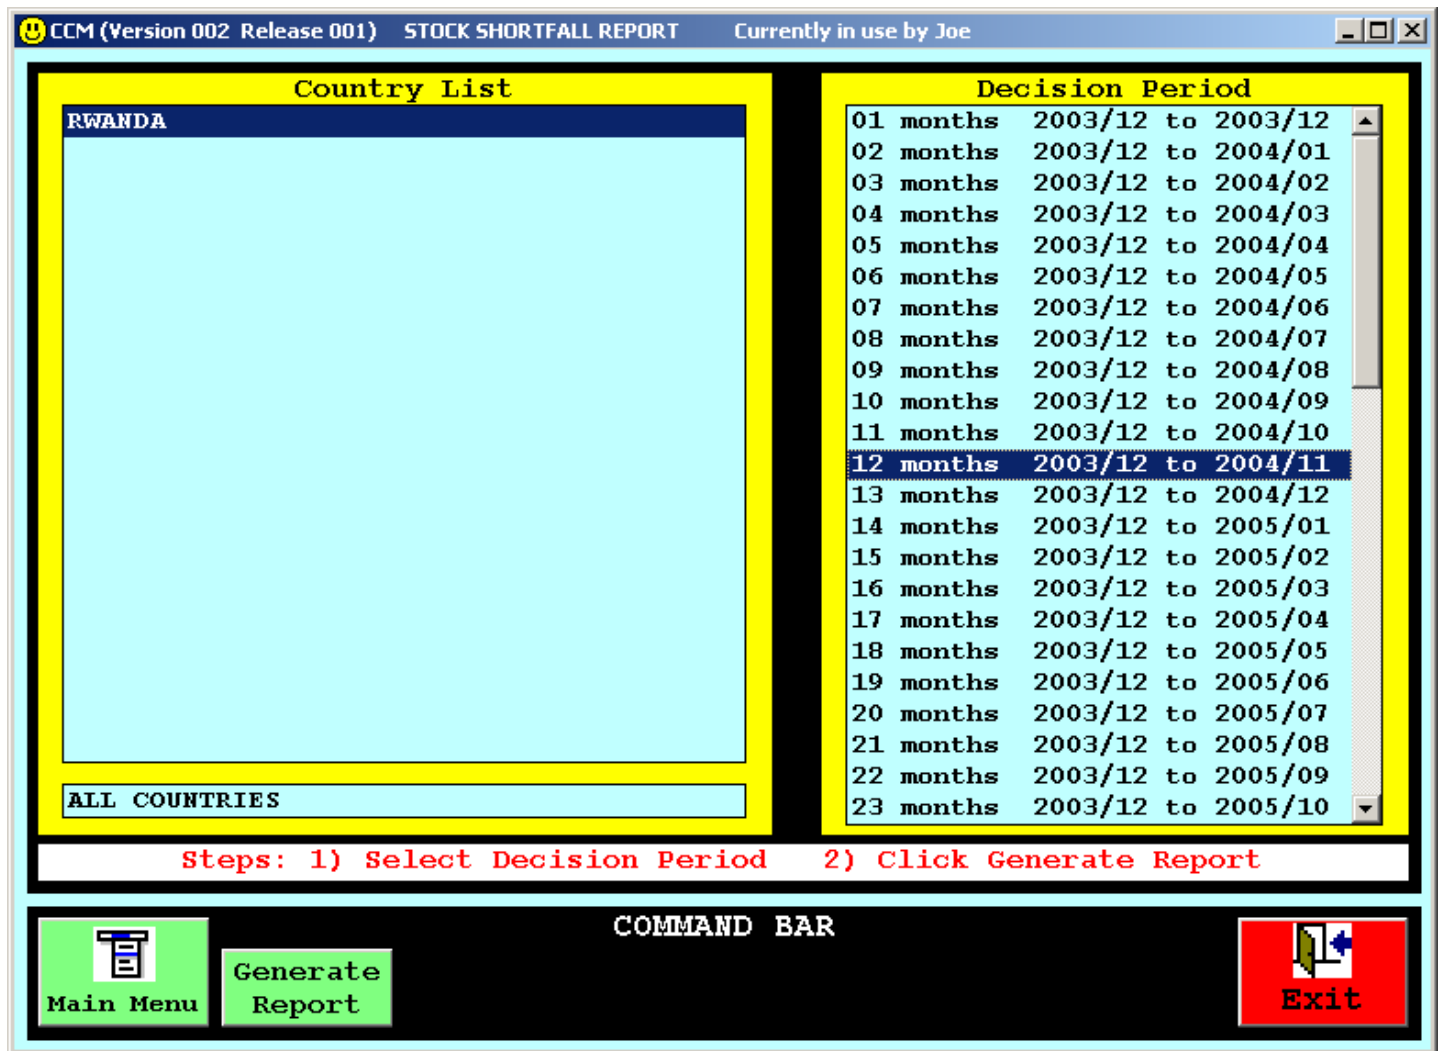 CCM (Version 002 Release 001) STOCK SHORTFALL REPORT Currently in use by Joe
Country List
RWANDA
ALL COUNTRIES
Decision Period
01 months 2003/12 to 2003/12
02 months 2003/12 to 2004/01
03 months 2003/12 to 2004/02
04 months 2003/12 to 2004/03
05 months 2003/12 to 2004/04
06 months 2003/12 to 2004/05
07 months 2003/12 to 2004/06
08 months 2003/12 to 2004/07
09 months 2003/12 to 2004/08
10 months 2003/12 to 2004/09
11 months 2003/12 to 2004/10
12 months 2003/12 to 2004/11
13 months 2003/12 to 2004/12
14 months 2003/12 to 2005/01
15 months 2003/12 to 2005/02
16 months 2003/12 to 2005/03
17 months 2003/12 to 2005/04
18 months 2003/12 to 2005/05
19 months 2003/12 to 2005/06
20 months 2003/12 to 2005/07
21 months 2003/12 to 2005/08
22 months 2003/12 to 2005/09
23 months 2003/12 to 2005/10
Steps: 1) Select Decision Period 2) Click Generate Report
COMMAND BAR
Main Menu
Generate
Report
Exit